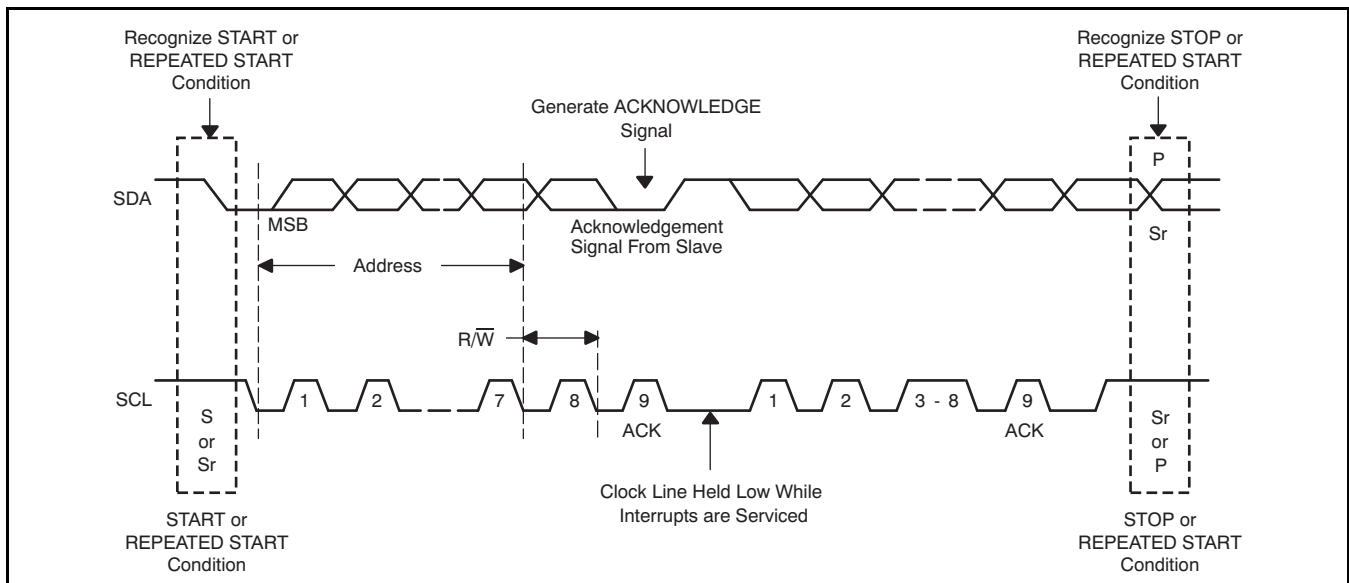 Recognize START or
REPEATED START
Condition
Recognize STOP or
REPEATED START
Condition
Generate ACKNOWLEDGE
Signal
P
SDA
MSB
Acknowledgement
Signal From Slave
Sr
Address
R/W̅
SCL
1
2
7
8
9
1
2
3 - 8
9
ACK
ACK
S
or
Sr
Sr
or
P
Clock Line Held Low While
Interrupts are Serviced
START or
REPEATED START
Condition
STOP or
REPEATED START
Condition